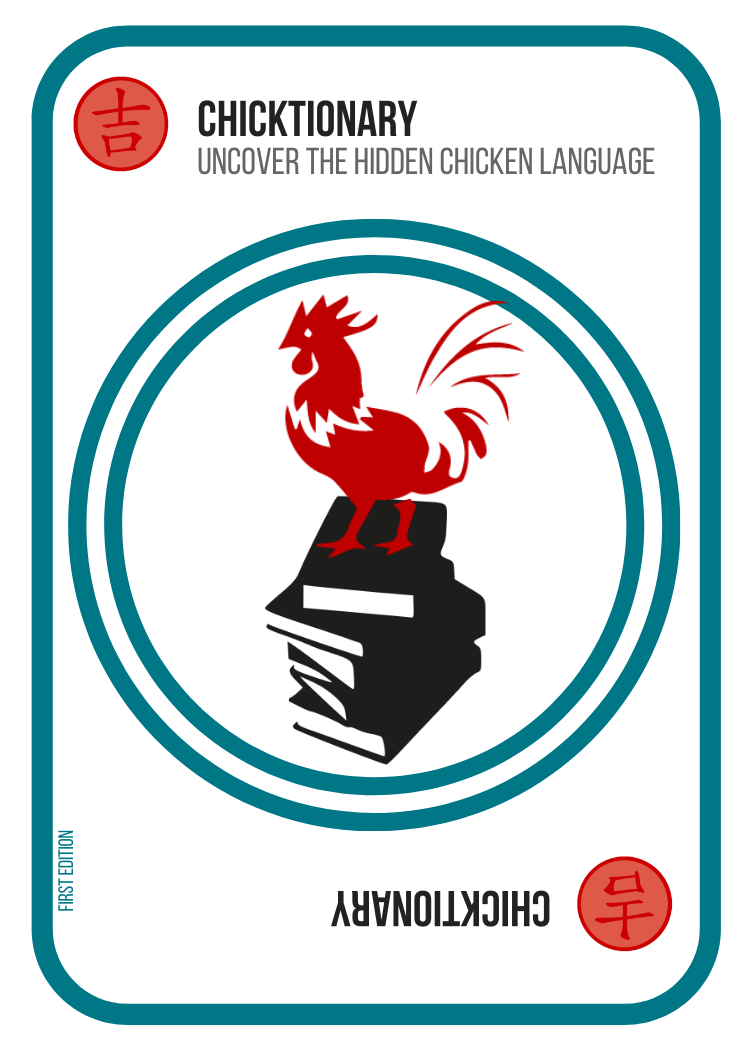 吉
CHICKTIONARY
UNCOVER THE HIDDEN CHICKEN LANGUAGE
FIRST EDITION
CHICKTIONARY
吉